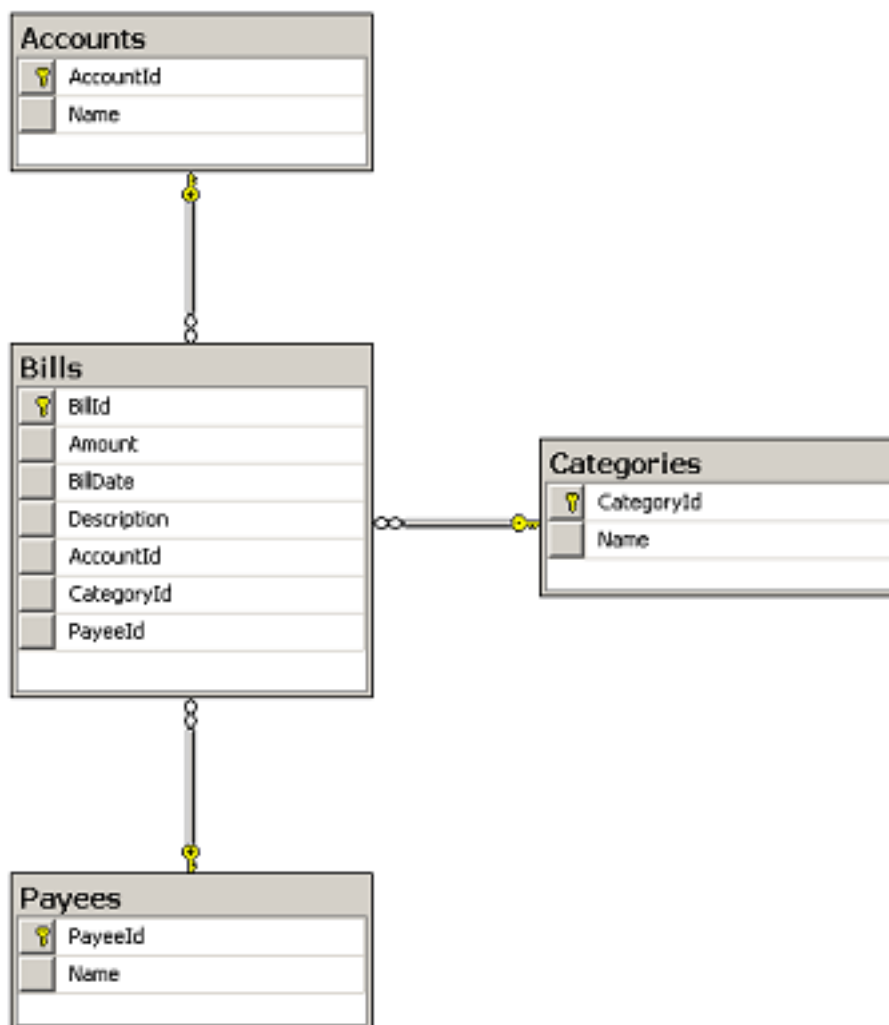 Accounts
AccountId
Name
Bills
BillId
Amount
BillDate
Description
AccountId
CategoryId
PayeeId
Categories
CategoryId
Name
Payees
PayeeId
Name